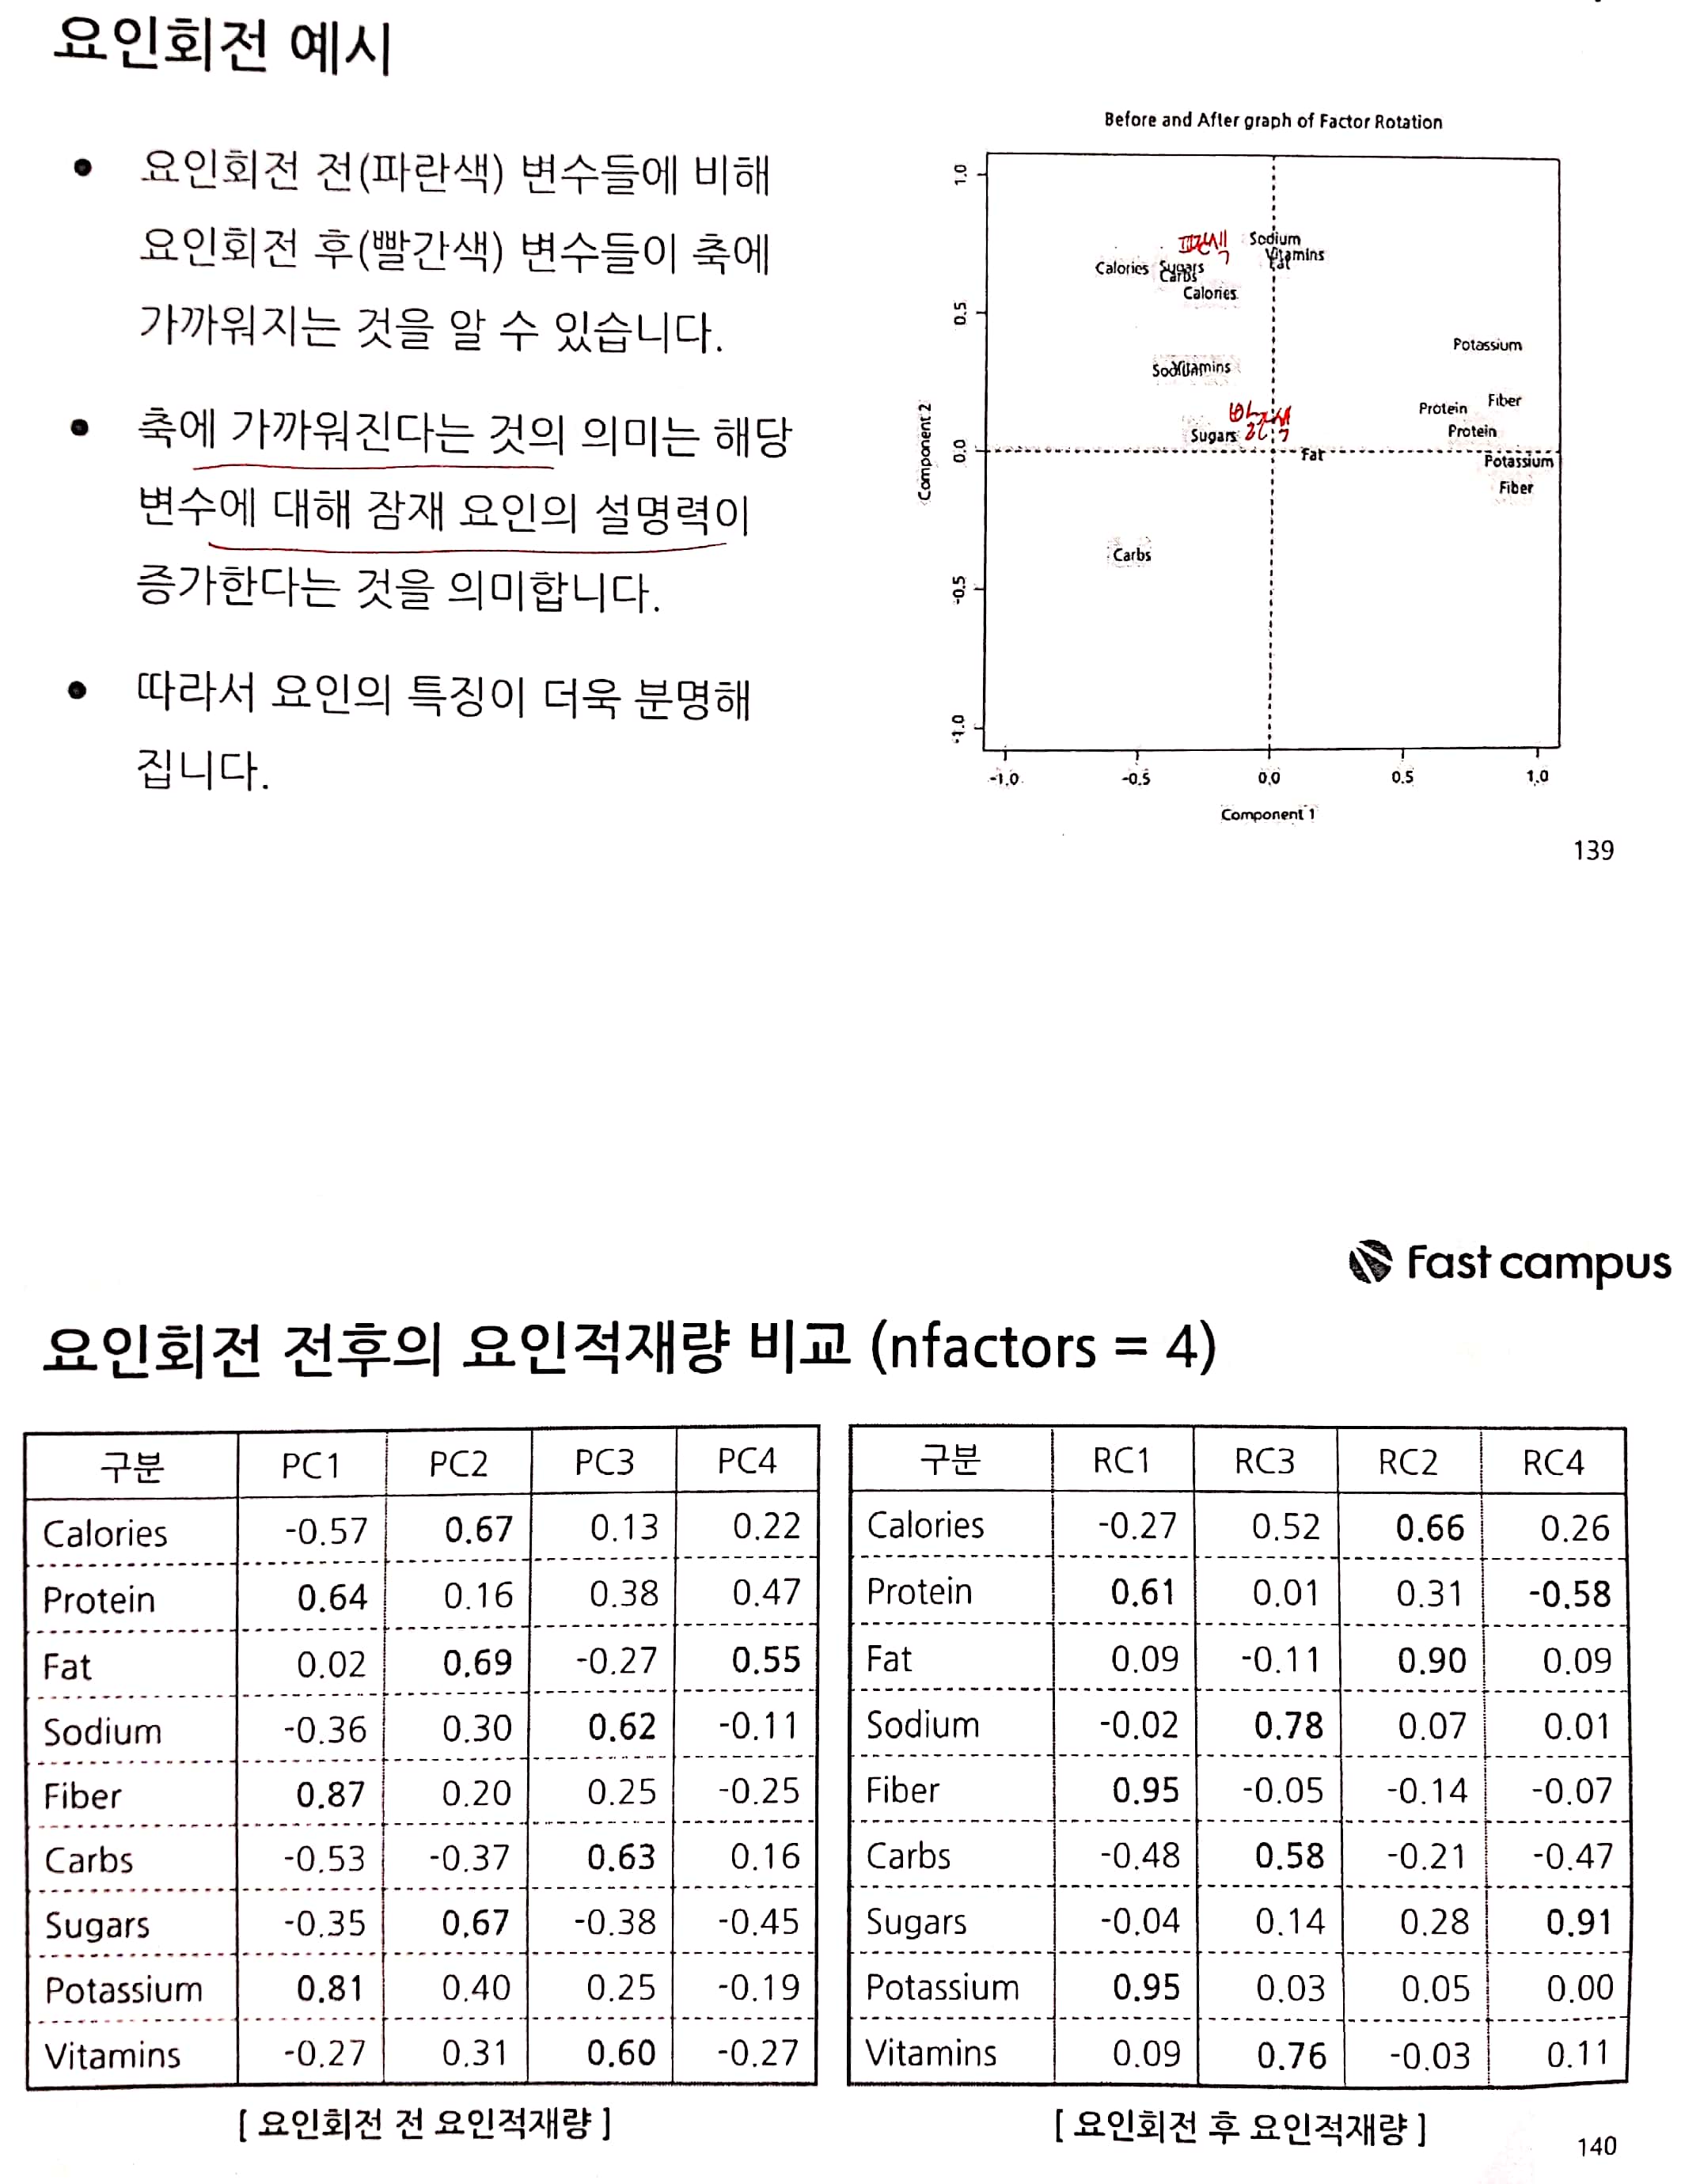 요인회전 예시
• 요인회전 전(파란색) 변수들에 비해
요인회전 후(빨간색) 변수들이 축에
가까워지는 것을 알 수 있습니다.
• 축에 가까워진다는 것의 의미는 해당
변수에 대해 잠재 요인의 설명력이
증가한다는 것을 의미합니다.
• 따라서 요인의 특징이 더욱 분명해
집니다.
Before and After graph of Factor Rotation
1.0
0.5
0.0
-0.5
-1.0
Component 2
파란색
Sodium
Vitamins
Fat
Calories
Sugars
Carbs
Calories
Potassium
Sodium
Vitamins
빨간색
Fiber
Protein
Sugars
Protein
Fat
Potassium
Fiber
Carbs
-1.0 -0.5 0.0 0.5 1.0
Component 1
139
Fast campus
요인회전 전후의 요인적재량 비교 (nfactors = 4)
구분 PC1 PC2 PC3 PC4
Calories -0.57 0.67 0.13 0.22
Protein 0.64 0.16 0.38 0.47
Fat 0.02 0.69 -0.27 0.55
Sodium -0.36 0.30 0.62 -0.11
Fiber 0.87 0.20 0.25 -0.25
Carbs -0.53 -0.37 0.63 0.16
Sugars -0.35 0.67 -0.38 -0.45
Potassium 0.81 0.40 0.25 -0.19
Vitamins -0.27 0.31 0.60 -0.27
[ 요인회전 전 요인적재량 ]
구분 RC1 RC3 RC2 RC4
Calories -0.27 0.52 0.66 0.26
Protein 0.61 0.01 0.31 -0.58
Fat 0.09 -0.11 0.90 0.09
Sodium -0.02 0.78 0.07 0.01
Fiber 0.95 -0.05 -0.14 -0.07
Carbs -0.48 0.58 -0.21 -0.47
Sugars -0.04 0.14 0.28 0.91
Potassium 0.95 0.03 0.05 0.00
Vitamins 0.09 0.76 -0.03 0.11
[ 요인회전 후 요인적재량 ]
140